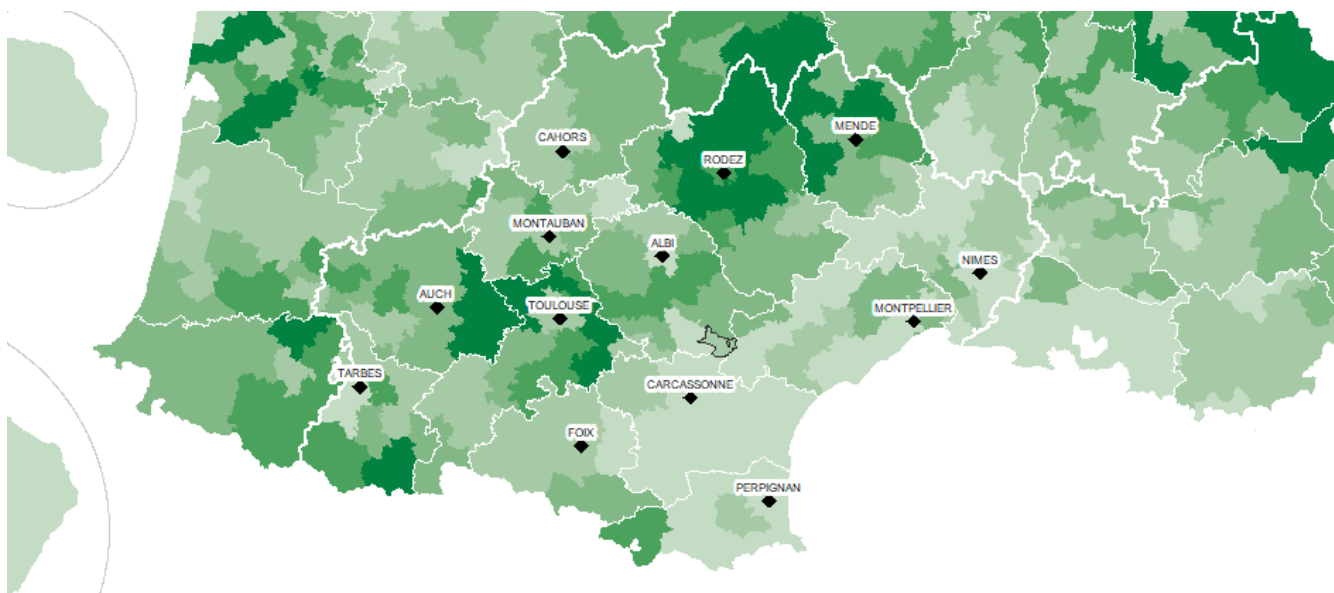 MENDE
CAHORS
RODEZ
MONTAUBAN
ALBI
NIMES
AUCH
TOULOUSE
MONTPELLIER
TARBES
CARCASSONNE
FOIX
PERPIGNAN